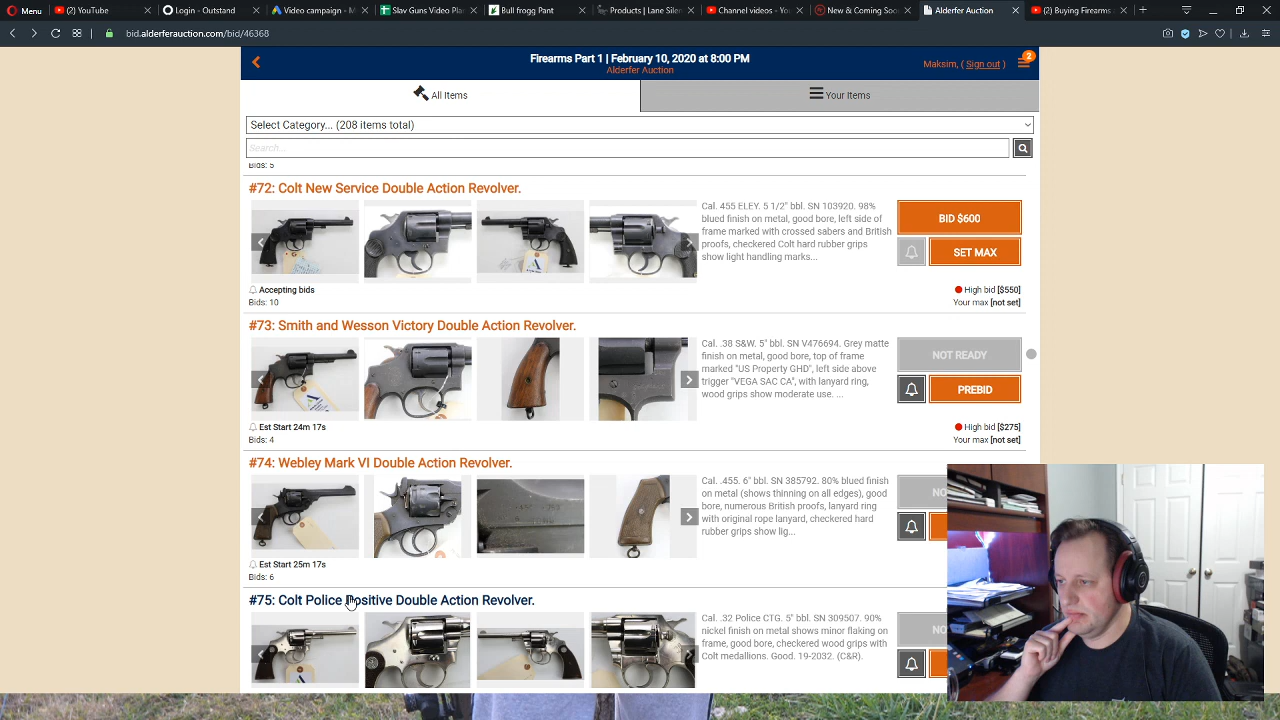 Menu
(2) YouTube
Login - Outstand
Video campaign - M
Slav Guns Video Pla
Bull frogg Pant
Products | Lane Silen
Channel videos - Yo
New & Coming Soo
Alderfer Auction
(2) Buying Firearms
bid.alderferauction.com/bid/46368
Firearms Part 1 | February 10, 2020 at 8:00 PM
Alderfer Auction
Maksim, ( Sign out )
2
All Items
Your Items
Select Category... (208 items total)
Search...
Bids: 5
#72: Colt New Service Double Action Revolver.
Cal. 455 ELEY. 5 1/2" bbl. SN 103920. 98%
blued finish on metal, good bore, left side of
frame marked with crossed sabers and British
proofs, checkered Colt hard rubber grips
show light handling marks...
BID $600
SET MAX
Accepting bids
Bids: 10
High bid [$550]
Your max [not set]
#73: Smith and Wesson Victory Double Action Revolver.
Cal. .38 S&W. 5" bbl. SN V476694. Grey matte
finish on metal, good bore, top of frame
marked "US Property GHD", left side above
trigger "VEGA SAC CA", with lanyard ring,
wood grips show moderate use. ...
NOT READY
PREBID
Est Start 24m 17s
Bids: 4
High bid [$275]
Your max [not set]
#74: Webley Mark VI Double Action Revolver.
Cal. .455. 6" bbl. SN 385792. 80% blued finish
on metal (shows thinning on all edges), good
bore, numerous British proofs, lanyard ring
with original rope lanyard, checkered hard
rubber grips show lig...
NO
Est Start 25m 17s
Bids: 6
#75: Colt Police Positive Double Action Revolver.
Cal. .32 Police CTG. 5" bbl. SN 309507. 90%
nickel finish on metal shows minor flaking on
frame, good bore, checkered wood grips with
Colt medallions. Good. 19-2032. (C&R).
NO